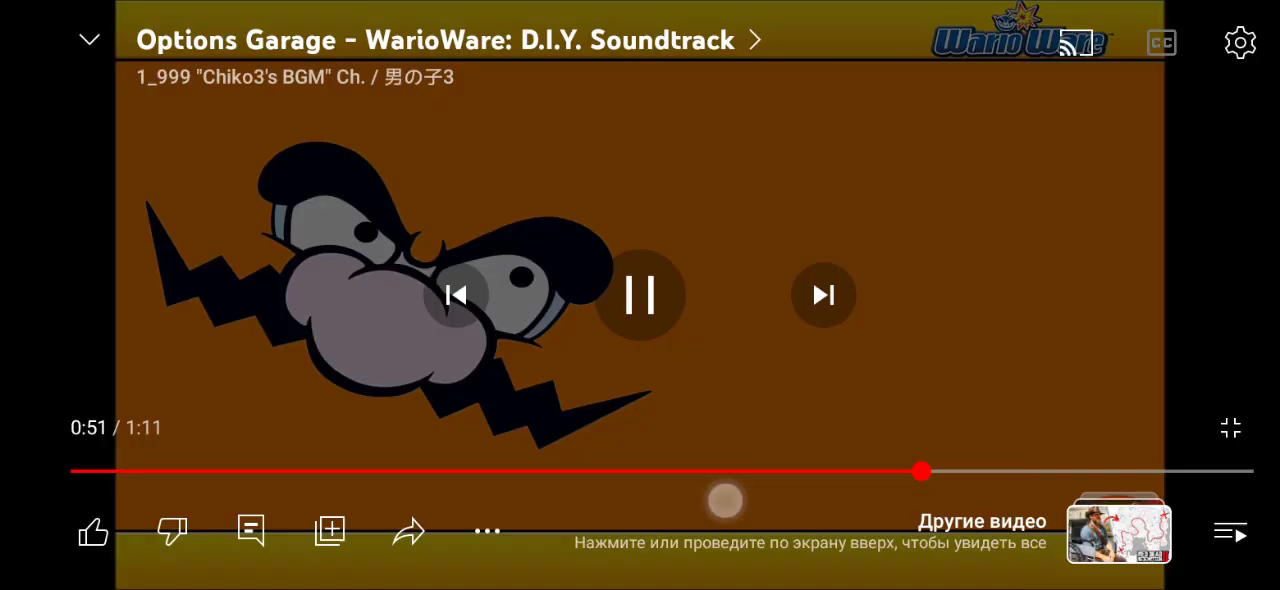 Options Garage - WarioWare: D.I.Y. Soundtrack
WarioWare
CC
1_999 "Chiko3's BGM" Ch. / 男の子3
0:51 / 1:11
Другие видео
Нажмите или проведите по экрану вверх, чтобы увидеть все